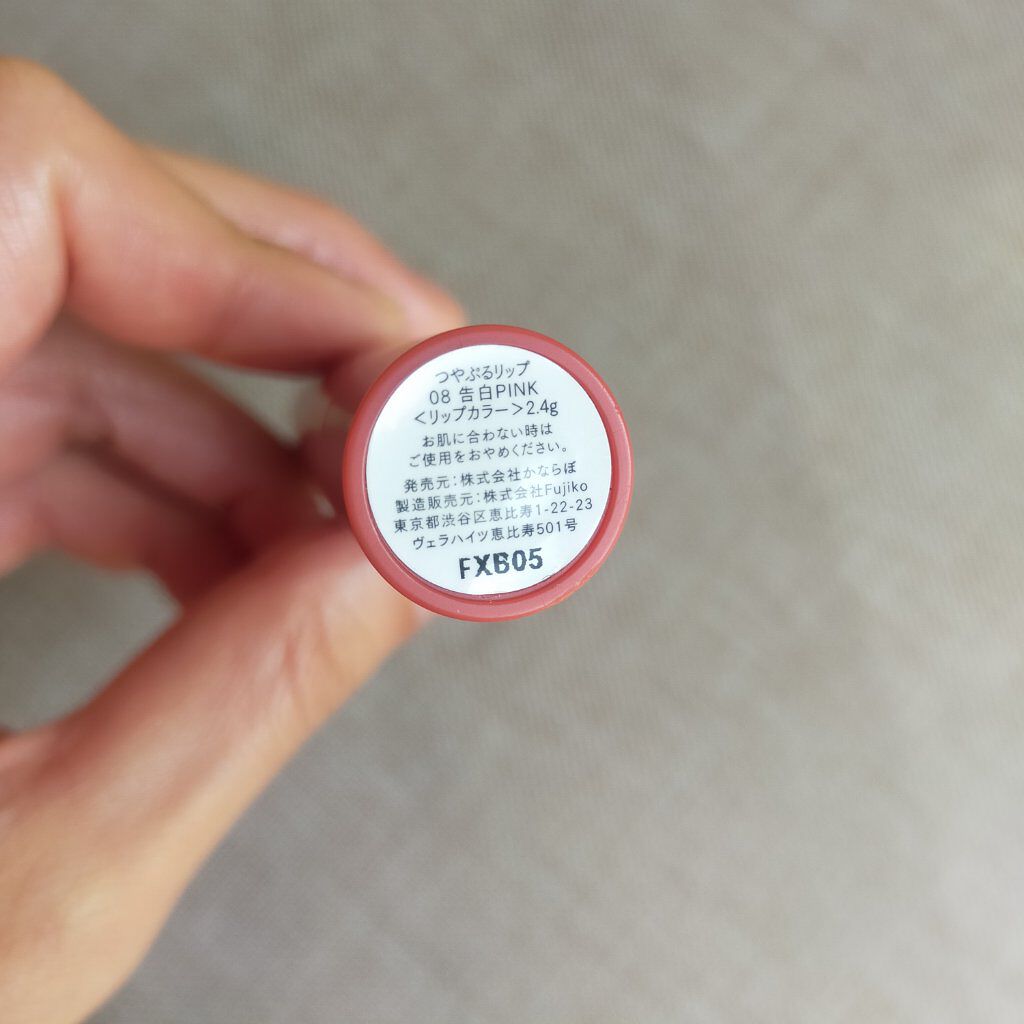 つやぷるリップ
08 告白PINK
<リップカラー>2.4g
お肌に合わない時は
ご使用をおやめください。
発売元:株式会社かならぼ
製造販売元:株式会社Fujiko
東京都渋谷区恵比寿1-22-23
ヴェラハイツ恵比寿501号
FXB05